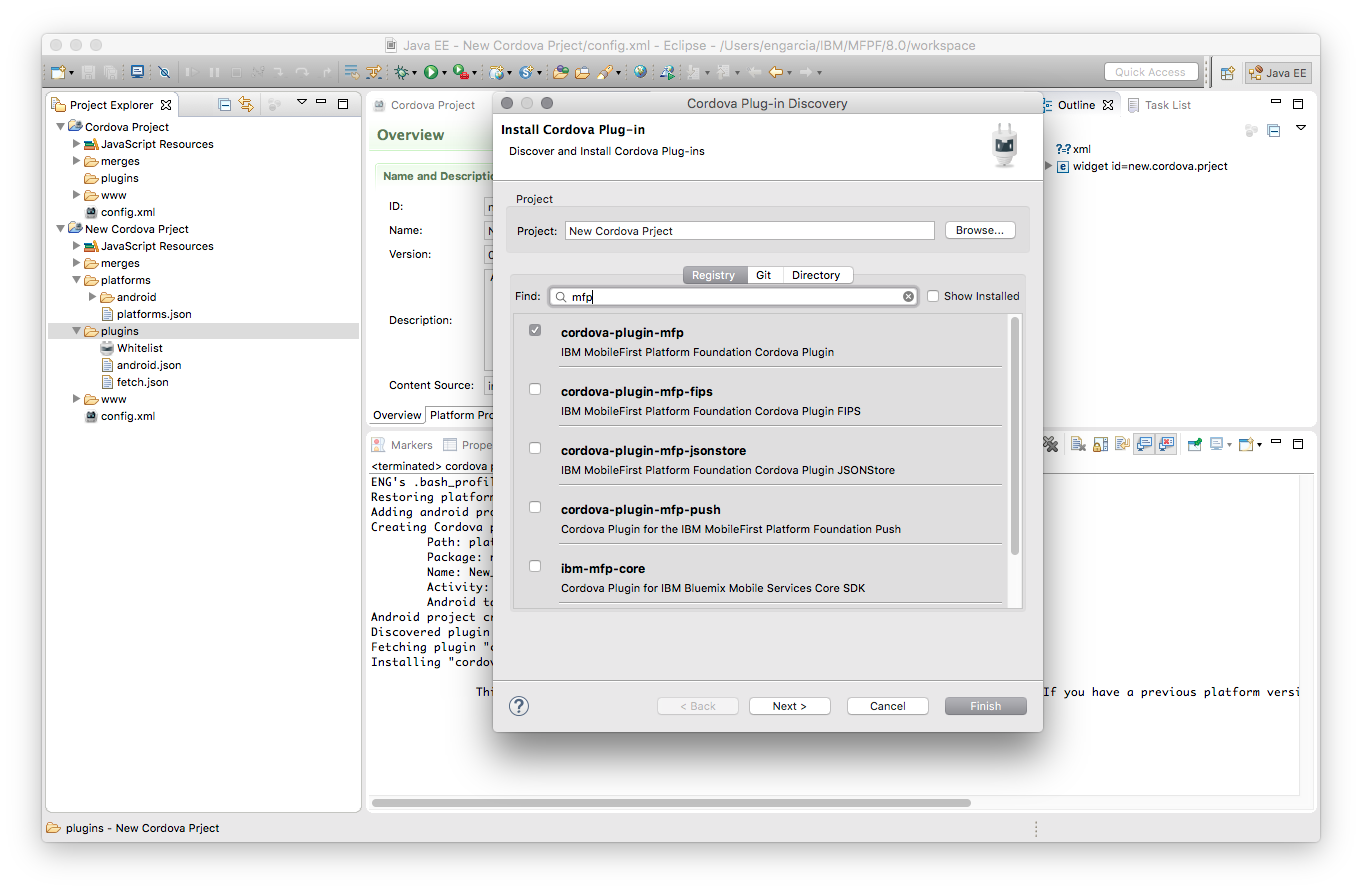 Java EE - New Cordova Prject/config.xml - Eclipse - /Users/engarcia/IBM/MFPF/8.0/workspace
Quick Access
Java EE
Project Explorer
Cordova Project
JavaScript Resources
merges
plugins
www
config.xml
New Cordova Prject
JavaScript Resources
merges
platforms
android
platforms.json
plugins
Whitelist
android.json
fetch.json
www
config.xml
Cordova Project
Overview
Name and Descriptio
ID:
Name:
Version:
Description:
Content Source:
Overview
Platform Pro
Cordova Plug-in Discovery
Install Cordova Plug-in
Discover and Install Cordova Plug-ins
Project
Project:
New Cordova Prject
Browse...
Registry
Git
Directory
Find:
mfp
Show Installed
cordova-plugin-mfp
IBM MobileFirst Platform Foundation Cordova Plugin
cordova-plugin-mfp-fips
IBM MobileFirst Platform Foundation Cordova Plugin FIPS
cordova-plugin-mfp-jsonstore
IBM MobileFirst Platform Foundation Cordova Plugin JSONStore
cordova-plugin-mfp-push
Cordova Plugin for the IBM MobileFirst Platform Foundation Push
ibm-mfp-core
Cordova Plugin for IBM Bluemix Mobile Services Core SDK
?
< Back
Next >
Cancel
Finish
Outline
Task List
?=? xml
e widget id=new.cordova.prject
Markers
Prope
<terminated> cordova p
ENG's .bash_profil
Restoring platform
Adding android pro
Creating Cordova p
Path: plat
Package: n
Name: New_
Activity:
Android ta
Android project cr
Discovered plugin
Fetching plugin "c
Installing "cordov
Thi
If you have a previous platform versi
plugins - New Cordova Prject